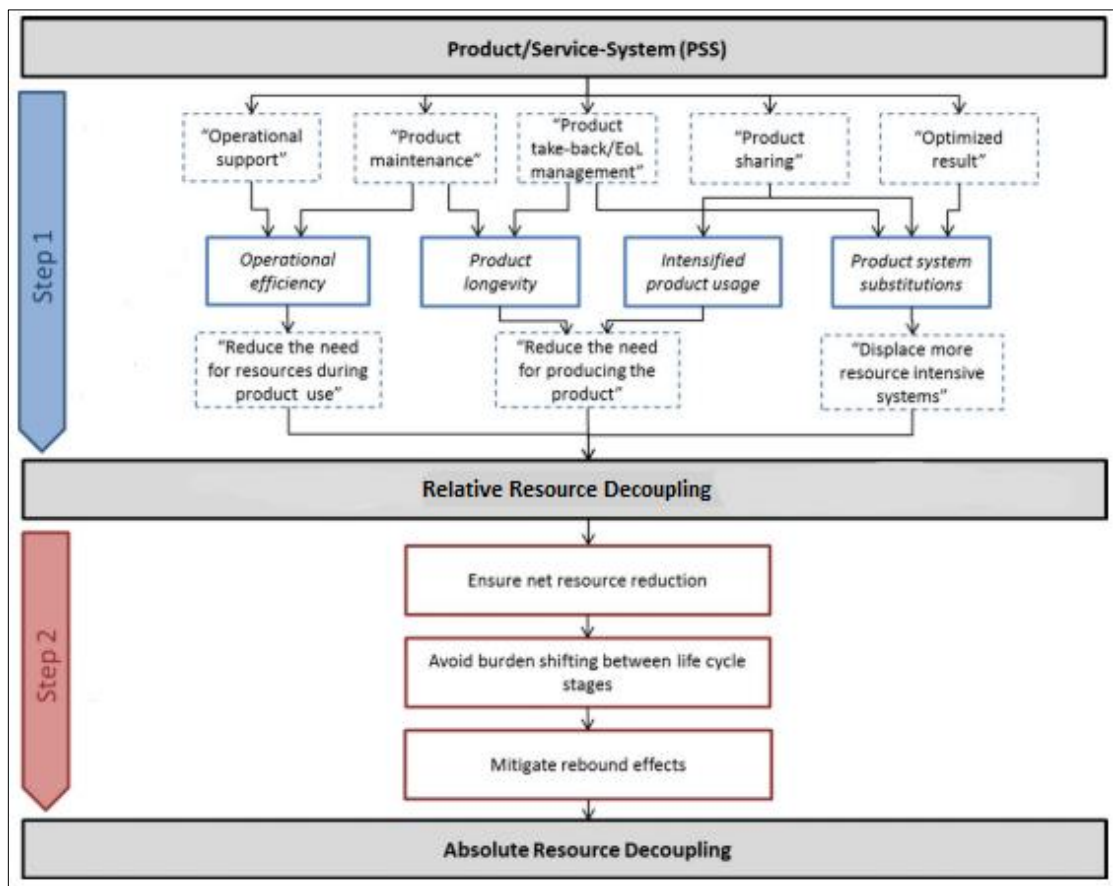 Product/Service-System (PSS)
Step 1
"Operational
support"
"Product
maintenance"
"Product
take-back/EoL
management"
"Product
sharing"
"Optimized
result"
Operational
efficiency
Product
longevity
Intensified
product usage
Product system
substitutions
"Reduce the need
for resources during
product use"
"Reduce the need
for producing the
product"
"Displace more
resource intensive
systems"
Relative Resource Decoupling
Step 2
Ensure net resource reduction
Avoid burden shifting between life cycle
stages
Mitigate rebound effects
Absolute Resource Decoupling